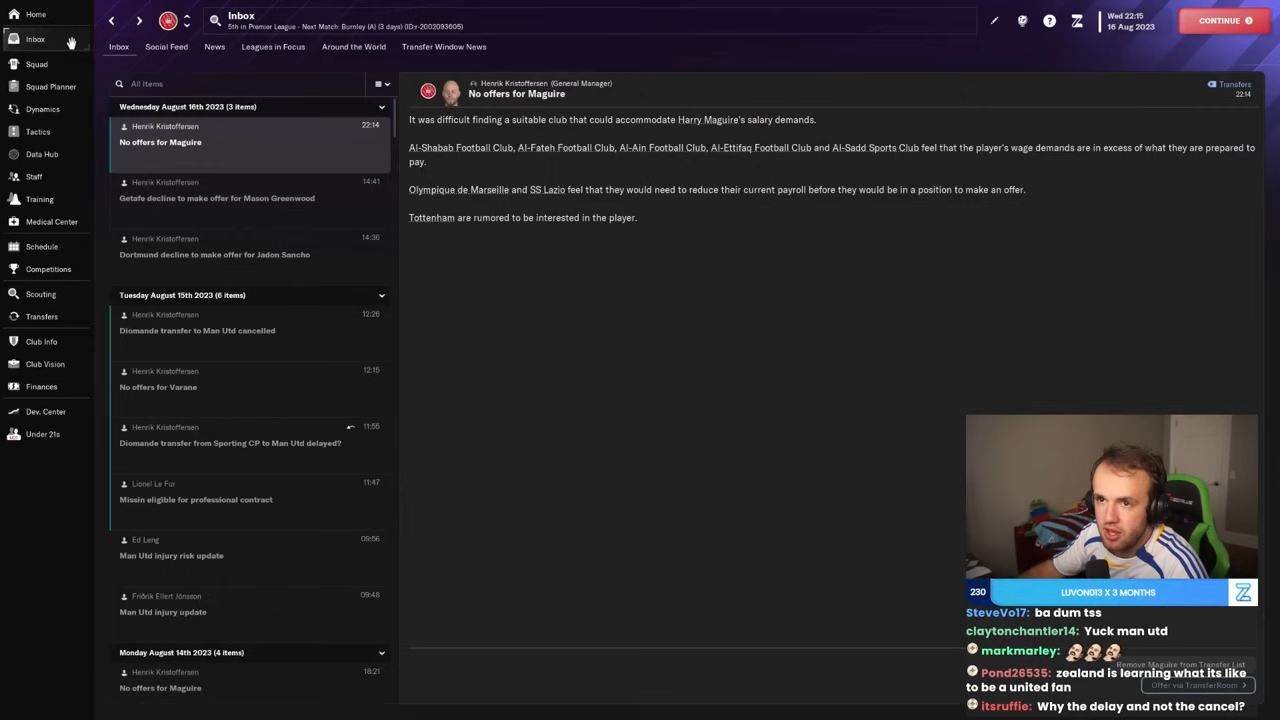 Home
Inbox
Squad
Squad Planner
Dynamics
Tactics
Data Hub
Staff
Training
Medical Center
Schedule
Competitions
Scouting
Transfers
Club Info
Club Vision
Finances
Dev. Center
U21
Under 21s
Inbox
5th in Premier League - Next Match: Burnley (A) (3 days) (ID:r-2002093605)
Wed 22:15
16 Aug 2023
CONTINUE
Inbox
Social Feed
News
Leagues in Focus
Around the World
Transfer Window News
All Items
Wednesday August 16th 2023 (3 items)
Henrik Kristoffersen 22:14
No offers for Maguire
Henrik Kristoffersen 14:41
Getafe decline to make offer for Mason Greenwood
Henrik Kristoffersen 14:36
Dortmund decline to make offer for Jadon Sancho
Tuesday August 15th 2023 (6 items)
Henrik Kristoffersen 12:26
Diomande transfer to Man Utd cancelled
Henrik Kristoffersen 12:15
No offers for Varane
Henrik Kristoffersen 11:55
Diomande transfer from Sporting CP to Man Utd delayed?
Lionel Le Fur 11:47
Missin eligible for professional contract
Ed Leng 09:56
Man Utd injury risk update
Friðrik Ellert Jónsson 09:48
Man Utd injury update
Monday August 14th 2023 (4 items)
Henrik Kristoffersen 18:21
No offers for Maguire
Henrik Kristoffersen (General Manager)
No offers for Maguire
Transfers
22:14
It was difficult finding a suitable club that could accommodate Harry Maguire's salary demands.
Al-Shabab Football Club, Al-Fateh Football Club, Al-Ain Football Club, Al-Ettifaq Football Club and Al-Sadd Sports Club feel that the player's wage demands are in excess of what they are prepared to
pay.
Olympique de Marseille and SS Lazio feel that they would need to reduce their current payroll before they would be in a position to make an offer.
Tottenham are rumored to be interested in the player.
230 LUVON013 X 3 MONTHS
SteveVo17: ba dum tss
claytonchantler14: Yuck man utd
markmarley:
Remove Maguire from Transfer List
Pond26535: zealand is learning what its like
to be a united fan
Offer via TransferRoom
itsruffie: Why the delay and not the cancel?